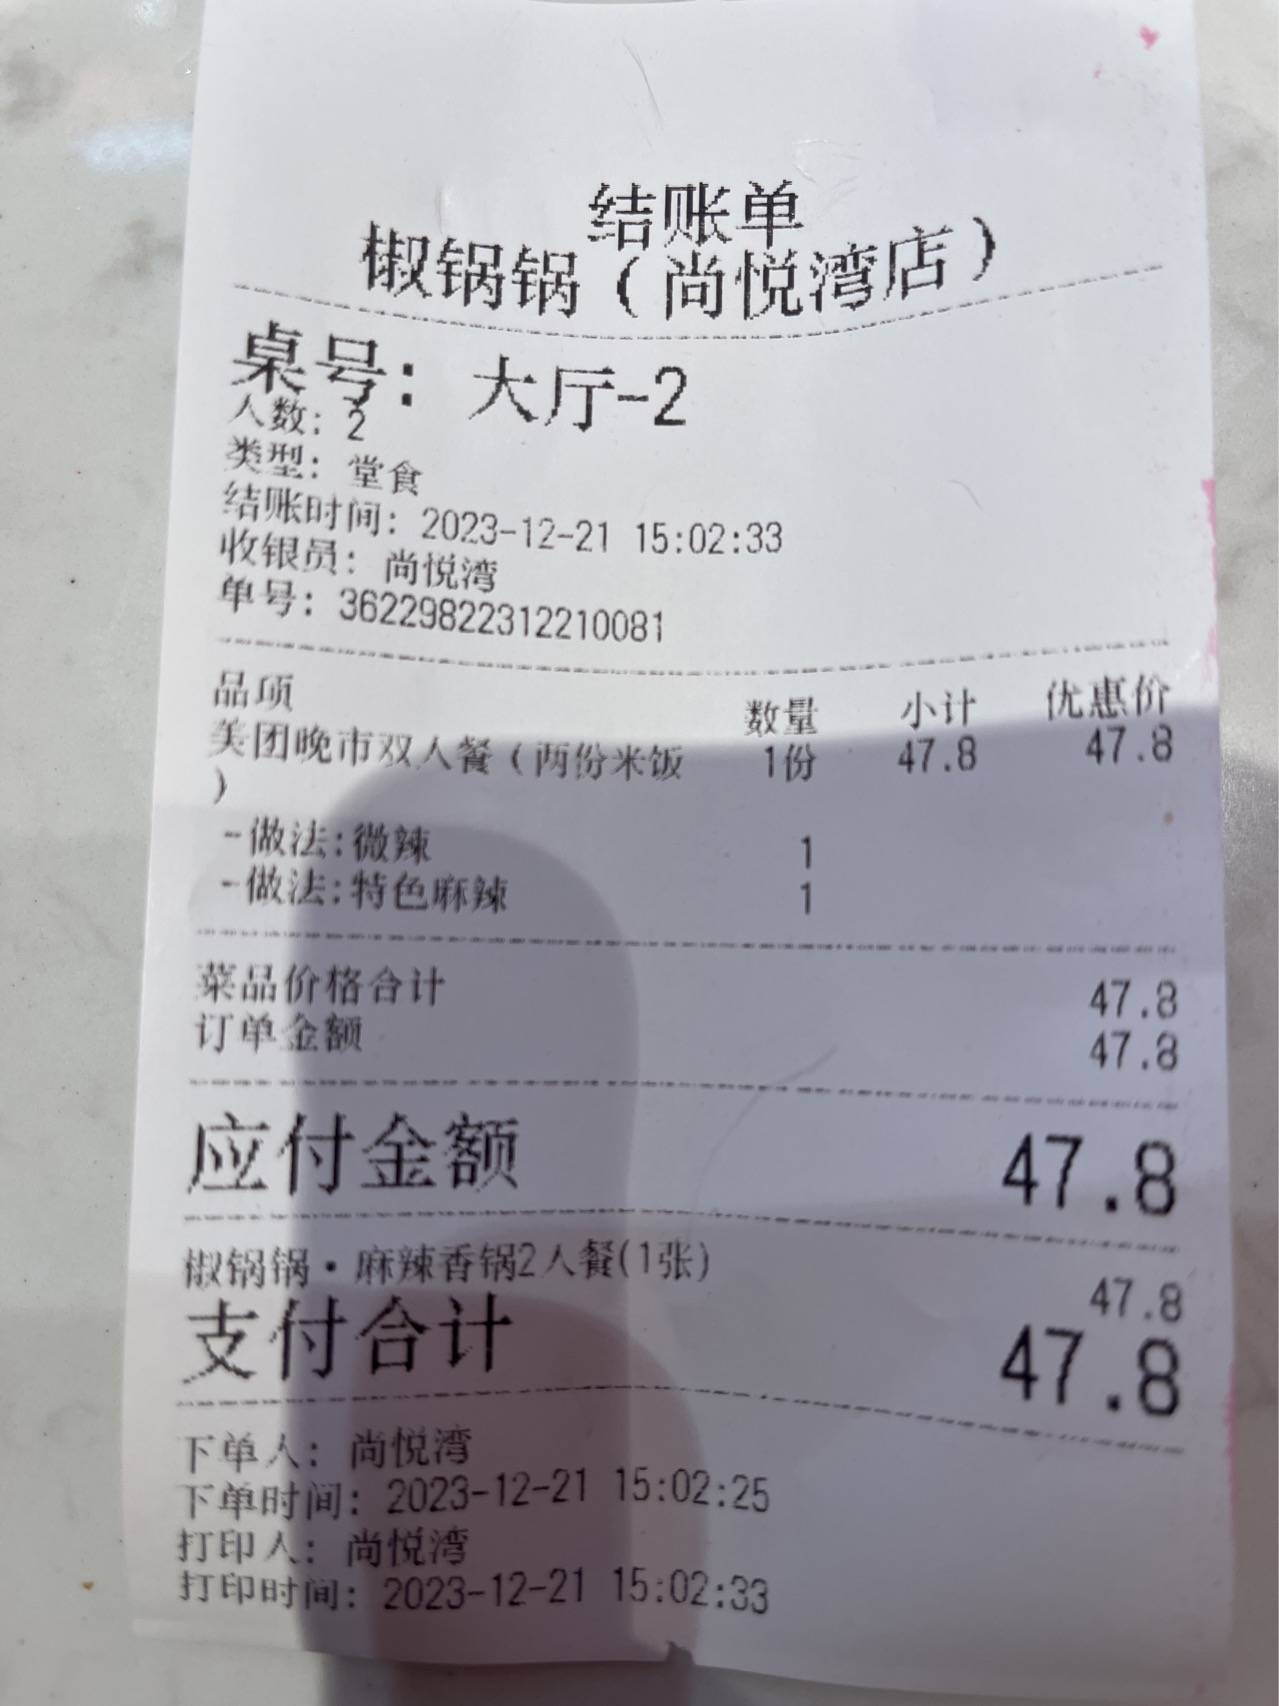 结账单
椒锅锅（尚悦湾店）
桌号：大厅-2
人数：2
类型：堂食
结账时间：2023-12-21 15:02:33
收银员：尚悦湾
单号：36229822312210081
品项 数量 小计 优惠价
美团晚市双人餐（两份米饭 1份 47.8 47.8
）
-做法:微辣 1
-做法:特色麻辣 1
菜品价格合计 47.8
订单金额 47.8
应付金额 47.8
椒锅锅·麻辣香锅2人餐(1张) 47.8
支付合计 47.8
下单人：尚悦湾
下单时间：2023-12-21 15:02:25
打印人：尚悦湾
打印时间：2023-12-21 15:02:33